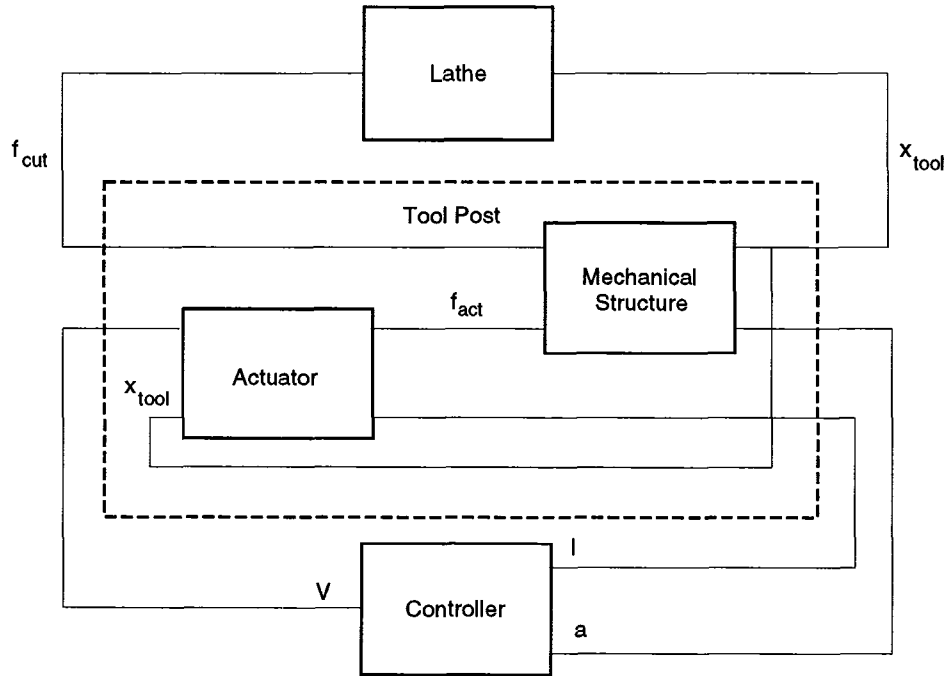 Lathe
f_cut
x_tool
Tool Post
Mechanical
Structure
f_act
Actuator
x_tool
I
V
Controller
a